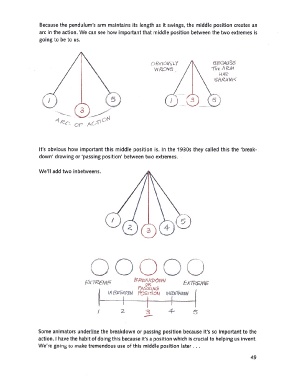 Because the pendulum's arm maintains its length as it swings, the middle position creates an
arc in the action. We can see how important that middle position between the two extremes is
going to be to us.
OBVIOUSLY
WRONG
BECAUSE
THE ARM
HAS
SHRUNK
1
3
5
1
3
5
ARC OF ACTION
It's obvious how important this middle position is. In the 1930s they called this the 'break-
down' drawing or 'passing position' between two extremes.
We'll add two inbetweens.
1
2
3
4
5
EXTREME
BREAKDOWN
OR
PASSING
POSITION
EXTREME
INBETWEEN
INBETWEEN
1 2 3 4 5
Some animators underline the breakdown or passing position because it's so important to the
action. I have the habit of doing this because it's a position which is crucial to helping us invent.
We're going to make tremendous use of this middle position later . . .
49